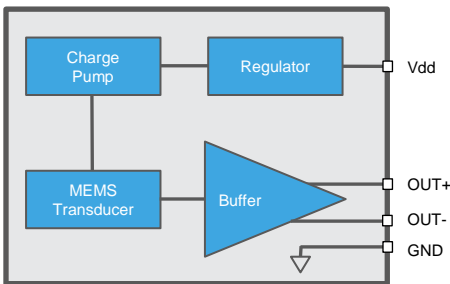 Charge
Pump
Regulator
Vdd
MEMS
Transducer
Buffer
OUT+
OUT-
GND